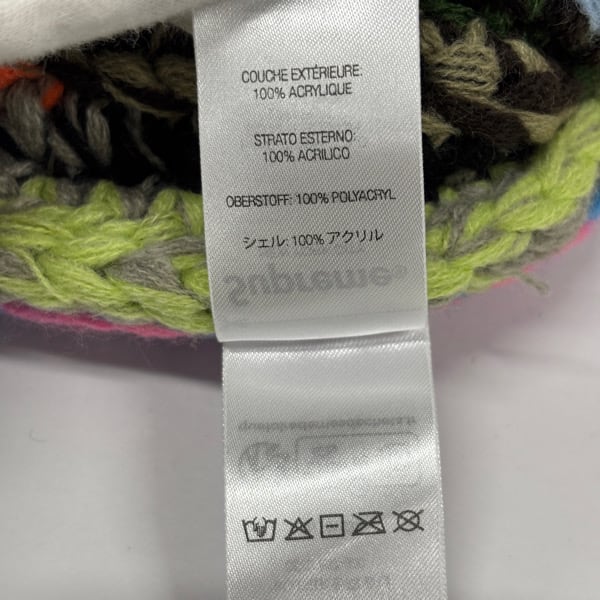 COUCHE EXTÉRIEURE:
100% ACRYLIQUE
STRATO ESTERNO:
100% ACRILICO
OBERSTOFF: 100% POLYACRYL
シェル: 100% アクリル
Supreme®